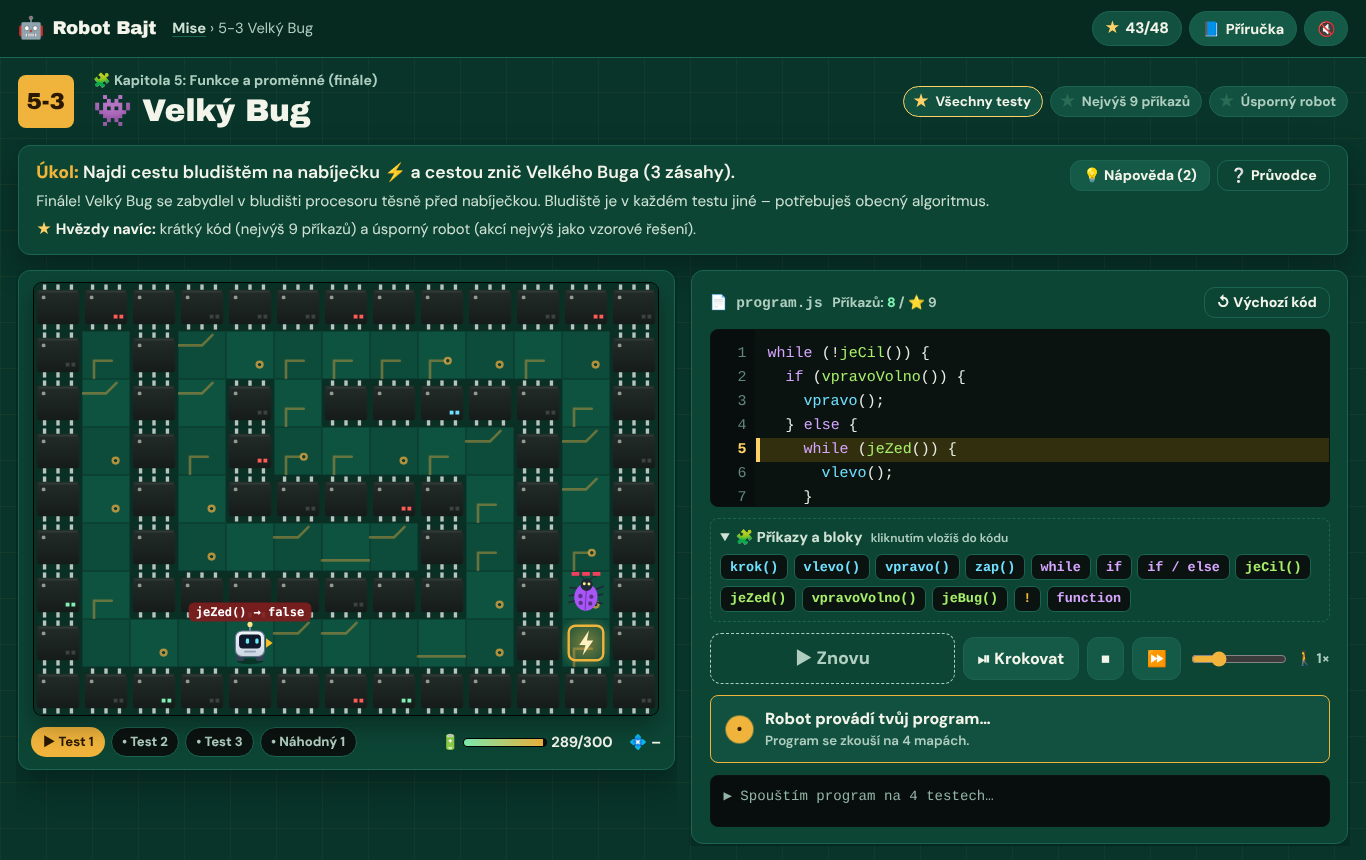 Robot Bajt
Mise › 5-3 Velký Bug
★ 43/48
Příručka
5-3
Kapitola 5: Funkce a proměnné (finále)
Velký Bug
★ Všechny testy
★ Nejvýš 9 příkazů
★ Úsporný robot
Úkol: Najdi cestu bludištěm na nabíječku ⚡ a cestou znič Velkého Buga (3 zásahy).
Nápověda (2)
? Průvodce
Finále! Velký Bug se zabydlel v bludišti procesoru těsně před nabíječkou. Bludiště je v každém testu jiné – potřebuješ obecný algoritmus.
★ Hvězdy navíc: krátký kód (nejvýš 9 příkazů) a úsporný robot (akcí nejvýš jako vzorové řešení).
jeZed() → false
▶ Test 1
• Test 2
• Test 3
• Náhodný 1
289/300
–
program.js
Příkazů: 8 / ⭐ 9
↺ Výchozí kód
1 while (!jeCil()) {
2 if (vpravoVolno()) {
3 vpravo();
4 } else {
5 while (jeZed()) {
6 vlevo();
7 }
▼ Příkazy a bloky kliknutím vložíš do kódu
krok() vlevo() vpravo() zap() while if if / else jeCil()
jeZed() vpravoVolno() jeBug() ! function
▶ Znovu
Krokovat
1×
Robot provádí tvůj program…
Program se zkouší na 4 mapách.
▶ Spouštím program na 4 testech…